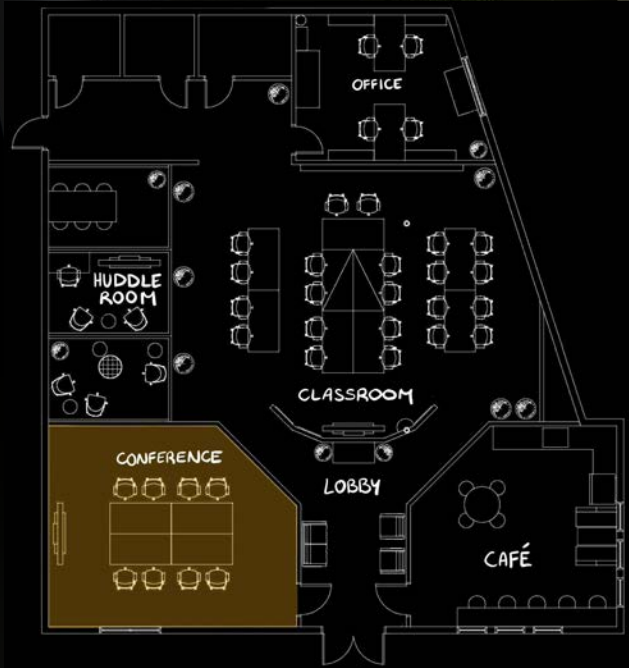 OFFICE
HUDDLE
ROOM
CLASSROOM
CONFERENCE
LOBBY
CAFÉ